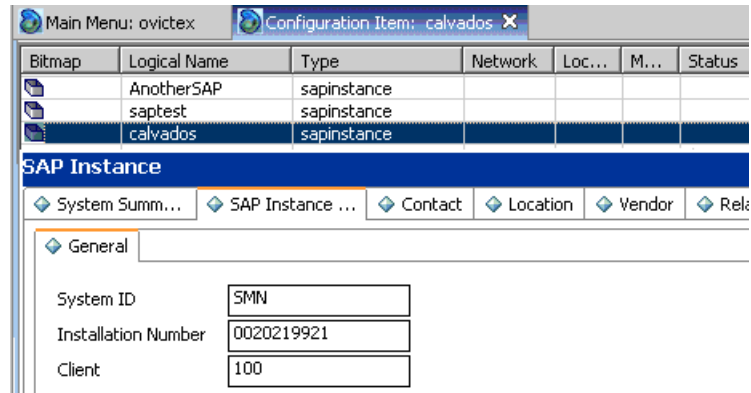 Main Menu: ovictex Configuration Item: calvados
Bitmap Logical Name Type Network Loc... M... Status
AnotherSAP sapinstance
saptest sapinstance
calvados sapinstance
SAP Instance
System Summ... SAP Instance ... Contact Location Vendor Rela
General
System ID SMN
Installation Number 0020219921
Client 100